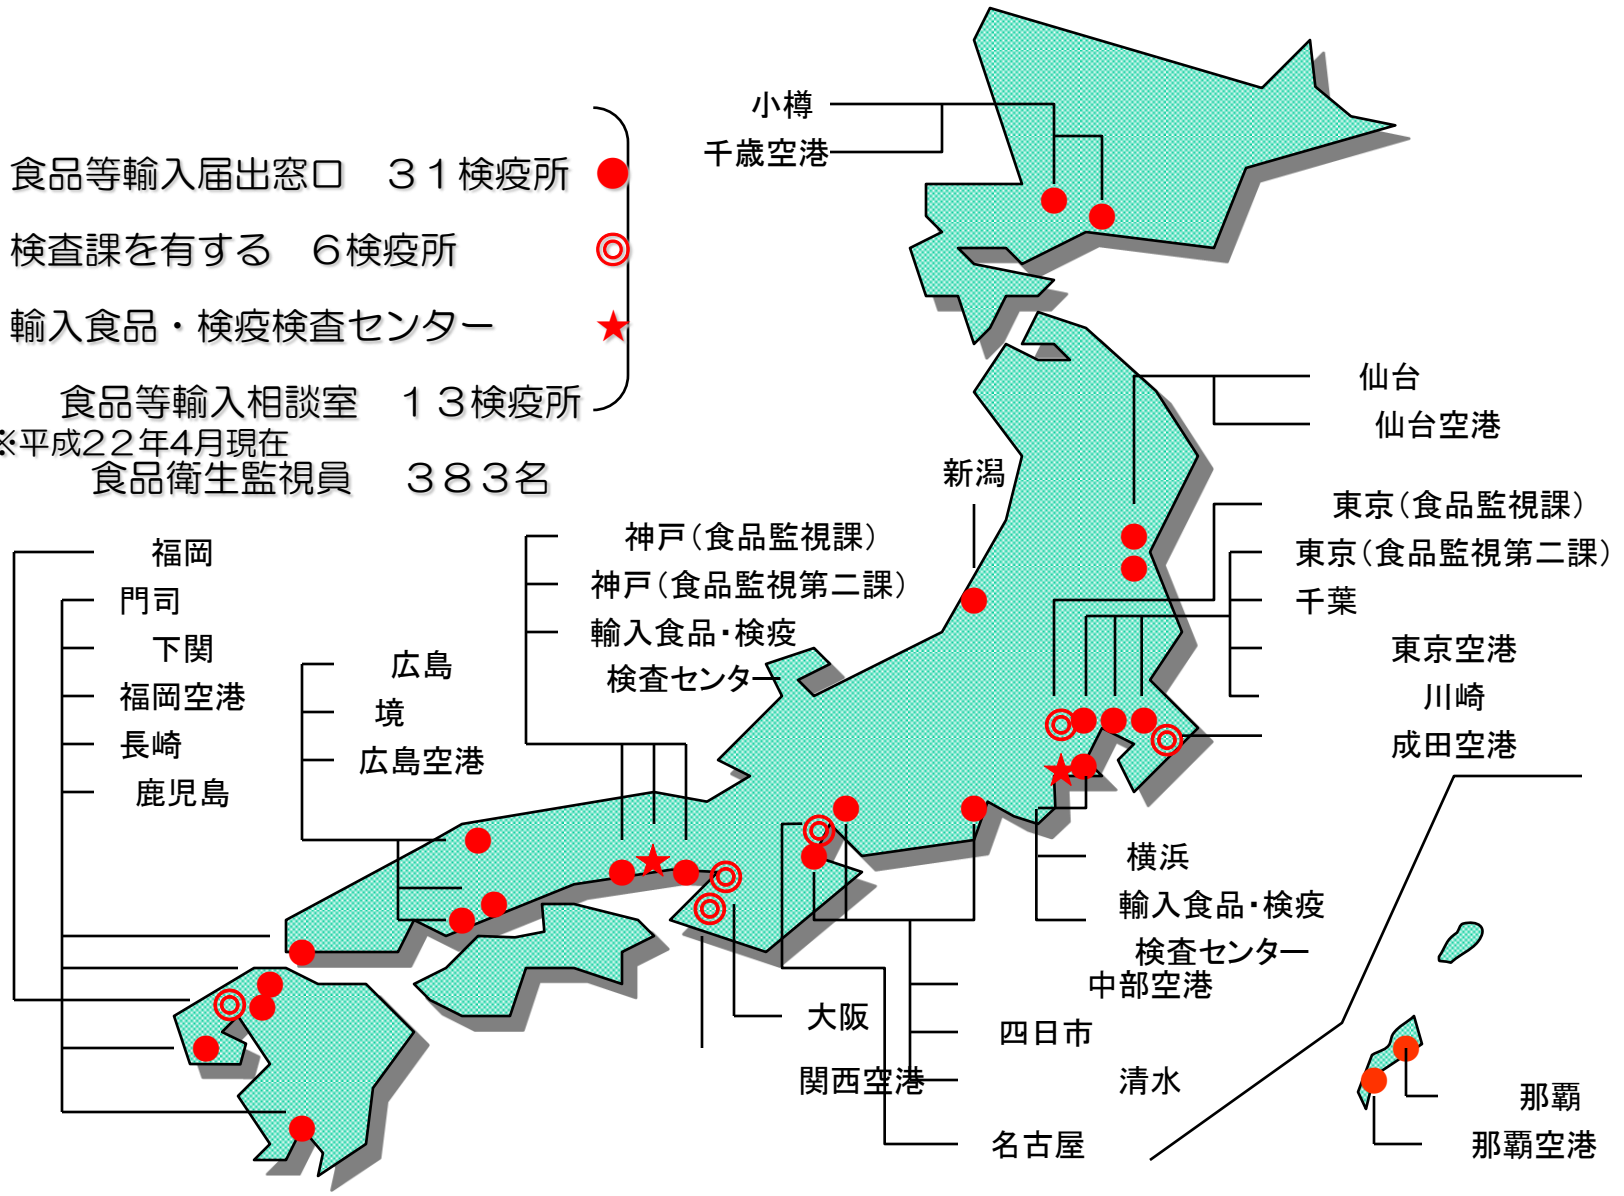 小樽
千歳空港
食品等輸入届出窓口　３１検疫所
検査課を有する　６検疫所
輸入食品・検疫検査センター
食品等輸入相談室　１３検疫所
※平成２２年４月現在
食品衛生監視員　３８３名
仙台
仙台空港
新潟
東京（食品監視課）
東京（食品監視第二課）
千葉
東京空港
川崎
成田空港
神戸（食品監視課）
神戸（食品監視第二課）
輸入食品・検疫
検査センター
福岡
門司
下関
福岡空港
長崎
鹿児島
広島
境
広島空港
横浜
輸入食品・検疫
検査センター
中部空港
四日市
清水
名古屋
大阪
関西空港
那覇
那覇空港